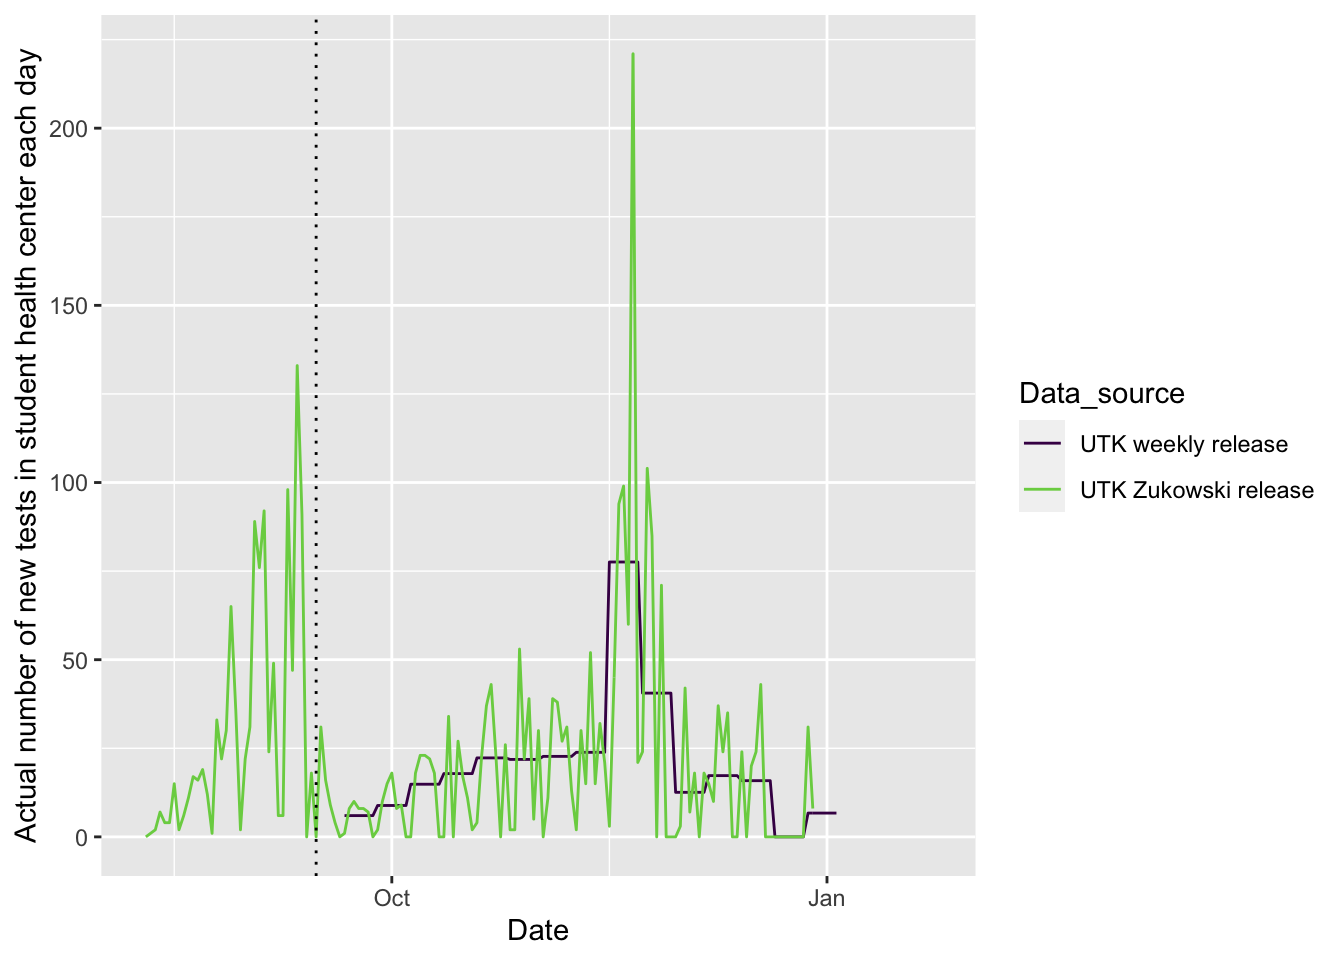 Actual number of new tests in student health center each day
200
150
100
50
0
Oct
Jan
Date
Data_source
UTK weekly release
UTK Zukowski release